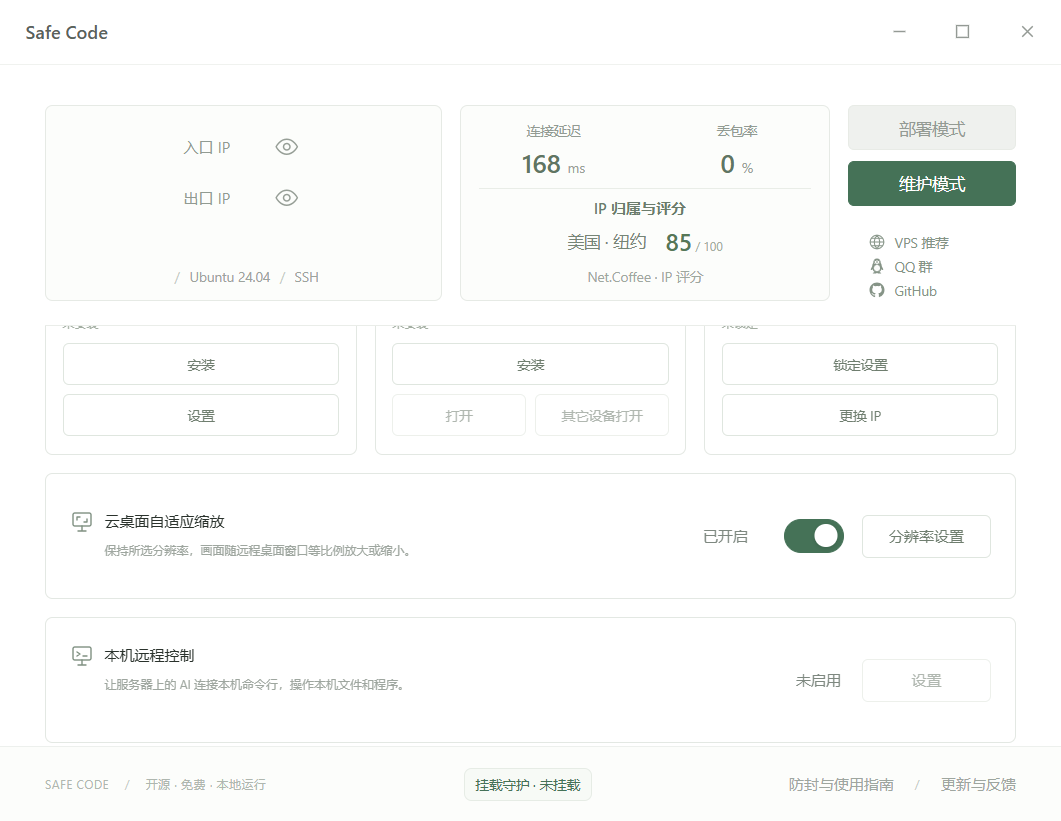 Safe Code
入口 IP
出口 IP
/ Ubuntu 24.04 / SSH
连接延迟 丢包率
168 ms 0 %
IP 归属与评分
美国 · 纽约 85 / 100
Net.Coffee · IP 评分
部署模式
维护模式
VPS 推荐
QQ 群
GitHub
安装 安装 锁定设置
设置 打开 其它设备打开 更换 IP
云桌面自适应缩放
保持所选分辨率，画面随远程桌面窗口等比例放大或缩小。
已开启 分辨率设置
本机远程控制
让服务器上的 AI 连接本机命令行，操作本机文件和程序。
未启用 设置
SAFE CODE / 开源 · 免费 · 本地运行
挂载守护 · 未挂载
防封与使用指南 / 更新与反馈